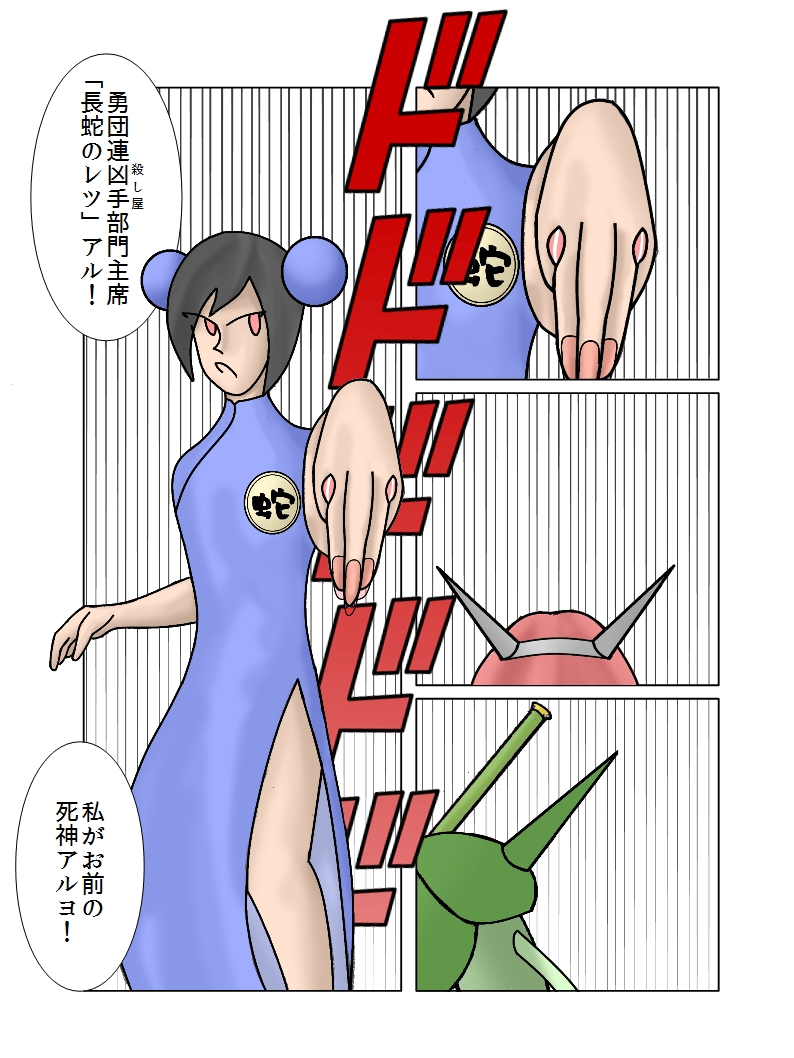 蛇
ドドドドド
勇団連凶手部門主席
殺し屋
「長蛇のレツ」アル！
蛇
私がお前の
死神アルヨ！